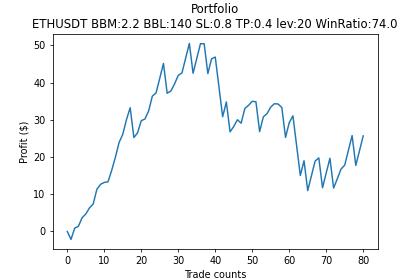 Portfolio
ETHUSDT BBM:2.2 BBL:140 SL:0.8 TP:0.4 lev:20 WinRatio:74.0
50
40
30
20
10
0
Profit ($)
0 10 20 30 40 50 60 70 80
Trade counts